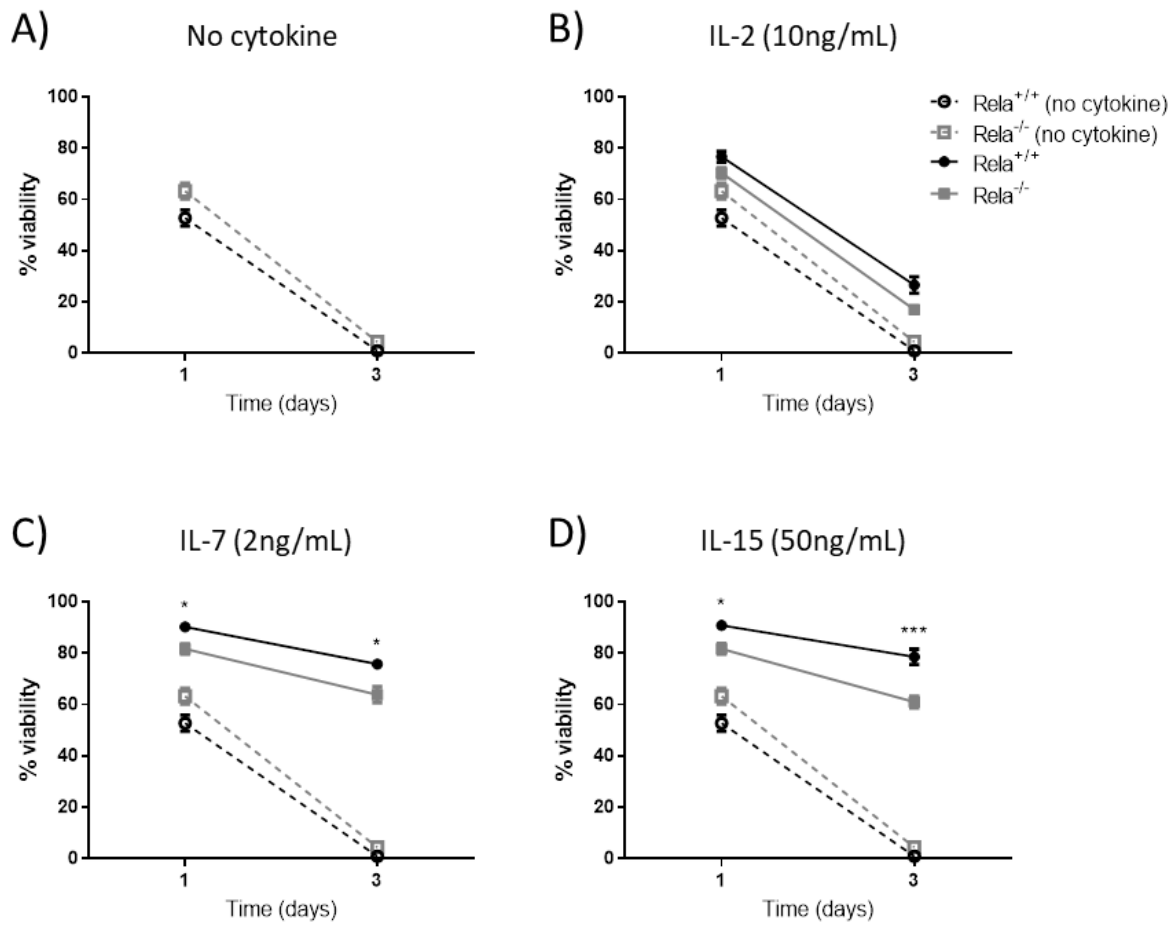 A)
No cytokine
100
80
60
40
20
0
% viability
1
3
Time (days)
B)
IL-2 (10ng/mL)
100
80
60
40
20
0
% viability
1
3
Time (days)
Rela+/+ (no cytokine)
Rela-/- (no cytokine)
Rela+/+
Rela-/-
C)
IL-7 (2ng/mL)
100
80
60
40
20
0
% viability
*
*
1
3
Time (days)
D)
IL-15 (50ng/mL)
100
80
60
40
20
0
% viability
*
***
1
3
Time (days)